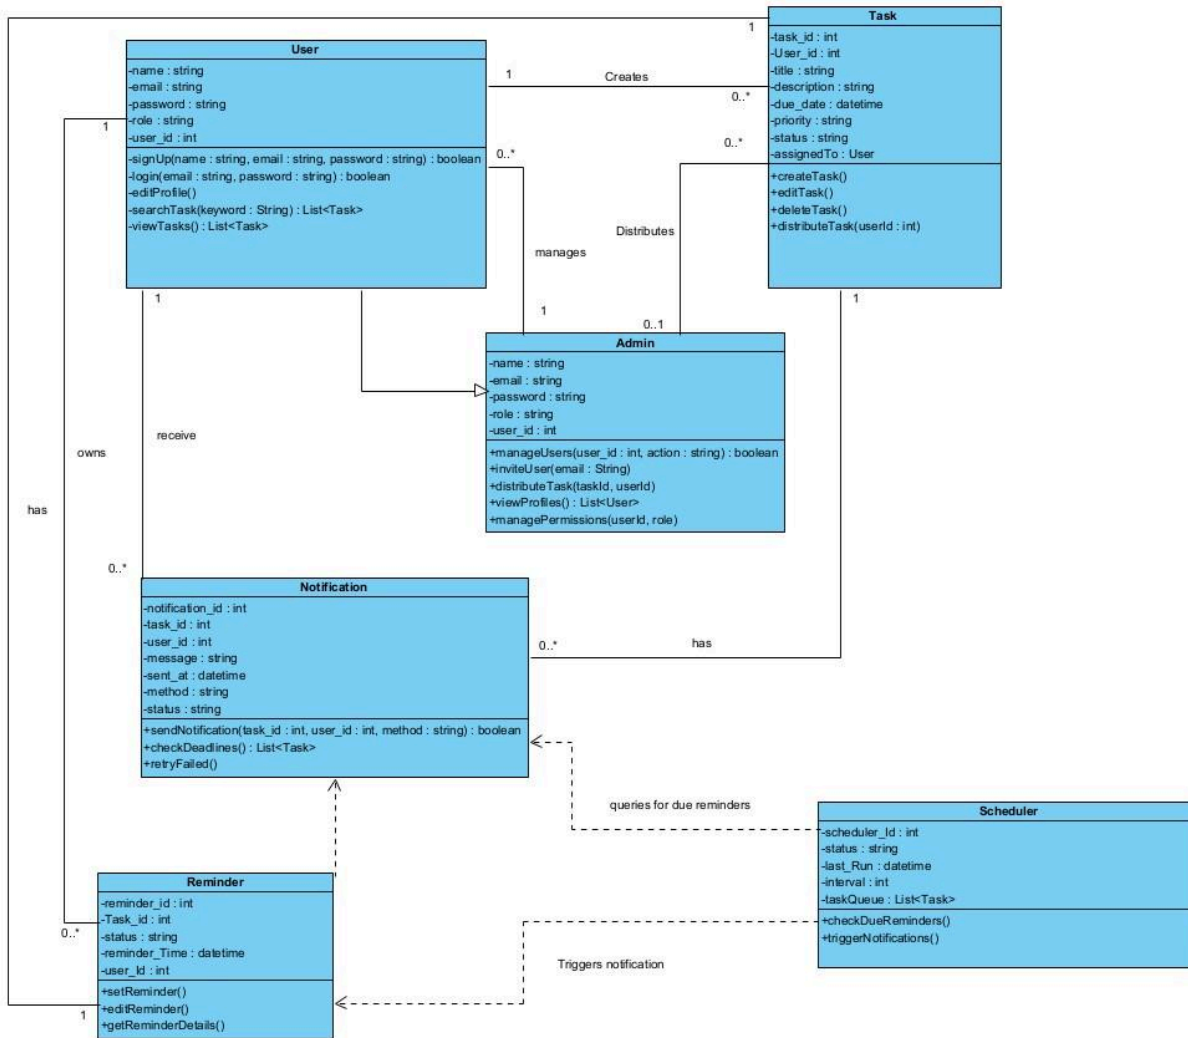 Task
-task_id : int
-User_id : int
-title : string
-description : string
-due_date : datetime
-priority : string
-status : string
-assignedTo : User
+createTask()
+editTask()
+deleteTask()
+distributeTask(userId : int)
User
-name : string
-email : string
-password : string
-role : string
-user_id : int
-signUp(name : string, email : string, password : string) : boolean
-login(email : string, password : string) : boolean
-editProfile()
-searchTask(keyword : String) : List<Task>
-viewTasks() : List<Task>
1
1
Creates
0..*
1
0..*
0..*
Distributes
manages
1
1
1
0..1
Admin
-name : string
-email : string
-password : string
-role : string
-user_id : int
+manageUsers(user_id : int, action : string) : boolean
+inviteUser(email : String)
+distributeTask(taskId, userId)
+viewProfiles() : List<User>
+managePermissions(userId, role)
receive
owns
has
0..*
Notification
-notification_id : int
-task_id : int
-user_id : int
-message : string
-sent_at : datetime
-method : string
-status : string
+sendNotification(task_id : int, user_id : int, method : string) : boolean
+checkDeadlines() : List<Task>
+retryFailed()
0..*
has
queries for due reminders
Scheduler
-scheduler_Id : int
-status : string
-last_Run : datetime
-interval : int
-taskQueue : List<Task>
+checkDueReminders()
+triggerNotifications()
Reminder
-reminder_id : int
-Task_id : int
-status : string
-reminder_Time : datetime
-user_Id : int
+setReminder()
+editReminder()
+getReminderDetails()
0..*
1
Triggers notification